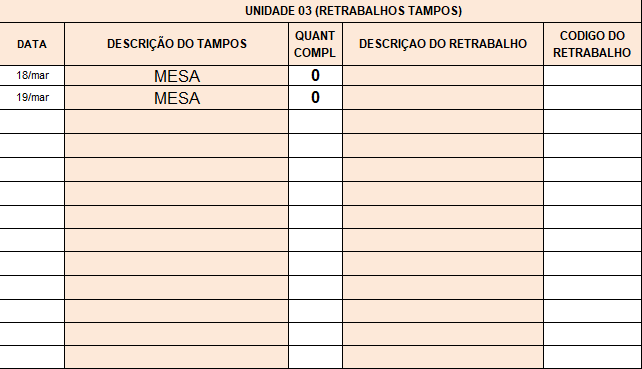 UNIDADE 03 (RETRABALHOS TAMPOS)
DATA DESCRIÇÃO DO TAMPOS QUANT COMPL DESCRIÇAO DO RETRABALHO CODIGO DO RETRABALHO
18/mar MESA 0
19/mar MESA 0